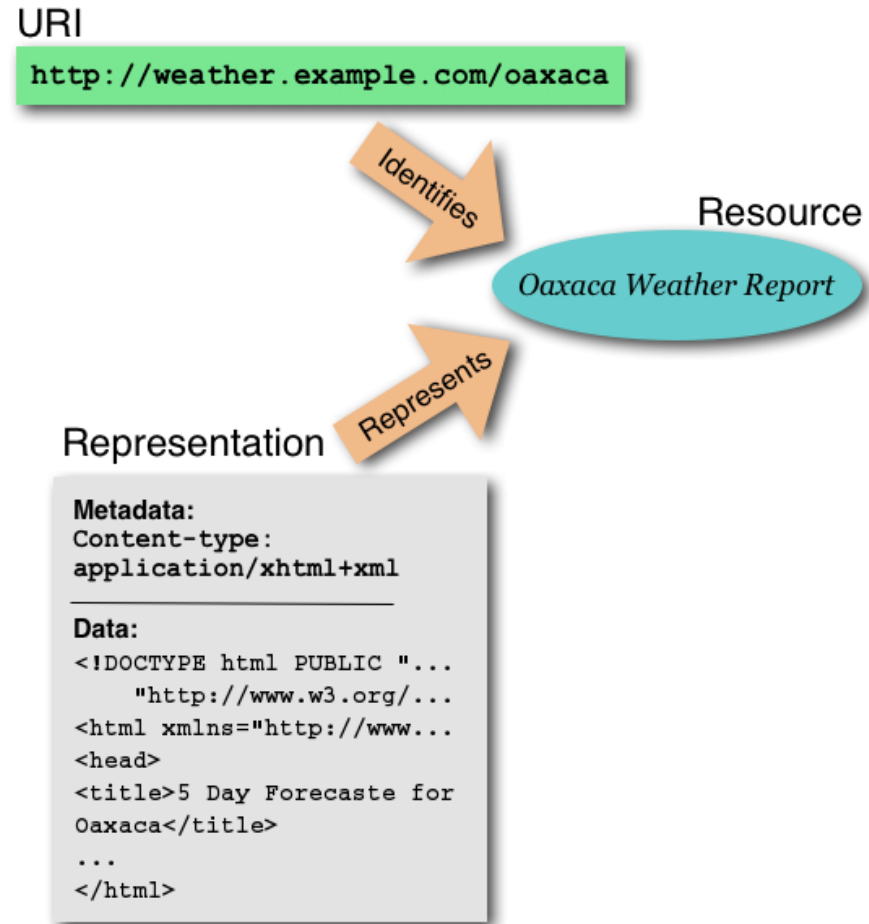 URI
http://weather.example.com/oaxaca
Identifies
Resource
Oaxaca Weather Report
Represents
Representation
Metadata:
Content-type:
application/xhtml+xml
Data:
<!DOCTYPE html PUBLIC "...
"http://www.w3.org/...
<html xmlns="http://www...
<head>
<title>5 Day Forecaste for
Oaxaca</title>
...
</html>